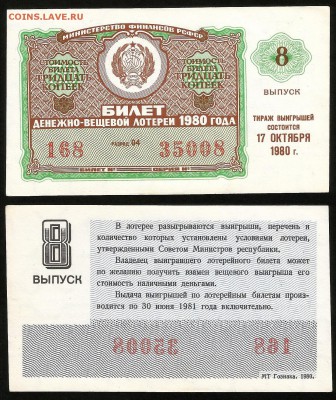 COINS.LAVE.RU
МИНИСТЕРСТВО ФИНАНСОВ РСФСР
СТОИМОСТЬ БИЛЕТА ТРИДЦАТЬ КОПЕЕК
СТОИМОСТЬ БИЛЕТА ТРИДЦАТЬ КОПЕЕК
БИЛЕТ
ДЕНЕЖНО-ВЕЩЕВОЙ ЛОТЕРЕИ 1980 ГОДА
168 РАЗРЯД 04 35008
БИЛЕТ № СЕРИЯ №
8
ВЫПУСК
ТИРАЖ ВЫИГРЫШЕЙ
СОСТОИТСЯ
17 ОКТЯБРЯ
1980 г.
8
ВЫПУСК
В лотерее разыгрываются выигрыши, перечень и
количество которых установлены условиями лотереи,
утвержденными Советом Министров республики.
Владелец выигравшего лотерейного билета может
по желанию получить взамен вещевого выигрыша его
стоимость наличными деньгами.
Выдача выигрышей по лотерейным билетам произ-
водится по 30 июня 1981 года включительно.
35008 168
МТ Гознака. 1980.